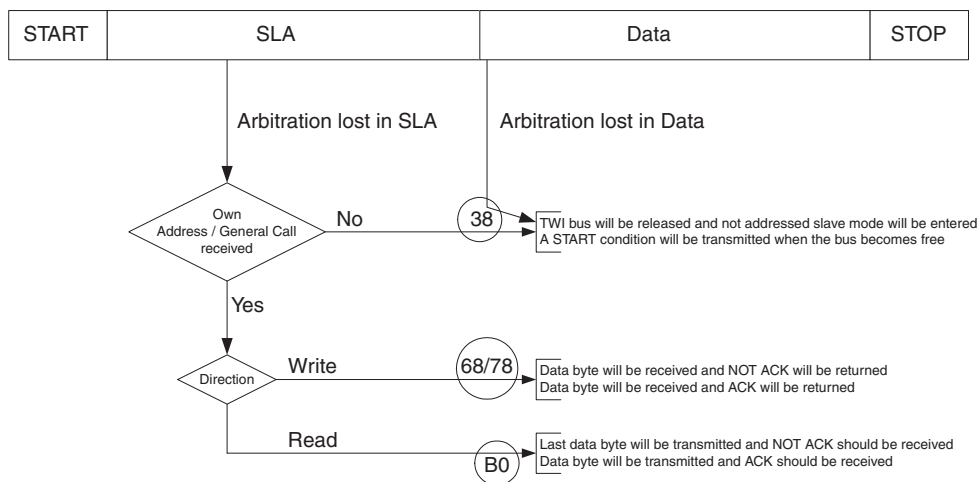 START SLA Data STOP
Arbitration lost in SLA Arbitration lost in Data
Own
Address / General Call
received
No
38
TWI bus will be released and not addressed slave mode will be entered
A START condition will be transmitted when the bus becomes free
Yes
Direction
Write
68/78
Data byte will be received and NOT ACK will be returned
Data byte will be received and ACK will be returned
Read
B0
Last data byte will be transmitted and NOT ACK should be received
Data byte will be transmitted and ACK should be received